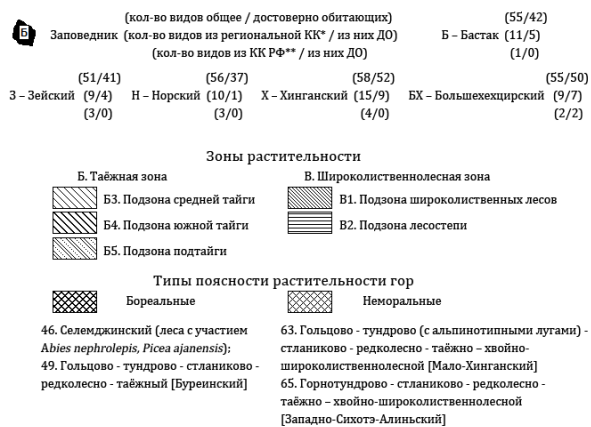 (кол-во видов общее / достоверно обитающих) (55/42)
Б Заповедник (кол-во видов из региональной КК* / из них ДО) Б – Бастак (11/5)
(кол-во видов из КК РФ** / из них ДО) (1/0)
(51/41) (56/37) (58/52) (55/50)
З – Зейский (9/4) Н – Норский (10/1) Х – Хинганский (15/9) БХ – Большехехцирский (9/7)
(3/0) (3/0) (4/0) (2/2)
Зоны растительности
Б. Таёжная зона В. Широколиственнолесная зона
Б3. Подзона средней тайги В1. Подзона широколиственных лесов
Б4. Подзона южной тайги В2. Подзона лесостепи
Б5. Подзона подтайги
Типы поясности растительности гор
Бореальные Неморальные
46. Селемджинский (леса с участием
Abies nephrolepis, Picea ajanensis);
49. Гольцово - тундрово - стланиково -
редколесно - таёжный [Буреинский]
63. Гольцово - тундрово (с альпинотипными лугами) -
стланиково - редколесно - таёжно – хвойно-
широколиственнолесной [Мало-Хинганский]
65. Горнотундрово - стланиково - редколесно -
таёжно – хвойно-широколиственнолесной
[Западно-Сихотэ-Алиньский]